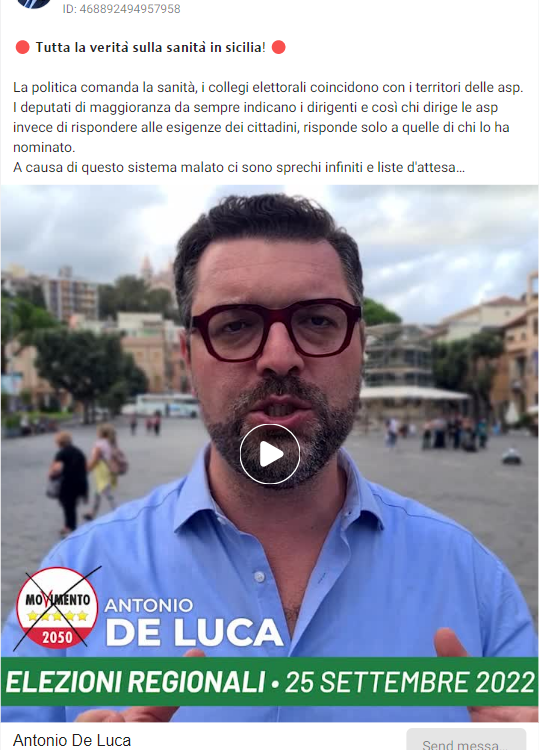 ID: 468892494957958
🔴 Tutta la verità sulla sanità in sicilia! 🔴
La politica comanda la sanità, i collegi elettorali coincidono con i territori delle asp.
I deputati di maggioranza da sempre indicano i dirigenti e così chi dirige le asp
invece di rispondere alle esigenze dei cittadini, risponde solo a quelle di chi lo ha
nominato.
A causa di questo sistema malato ci sono sprechi infiniti e liste d'attesa...
MOVIMENTO
2050
ANTONIO
DE LUCA
ELEZIONI REGIONALI • 25 SETTEMBRE 2022
Antonio De Luca
Send messa...